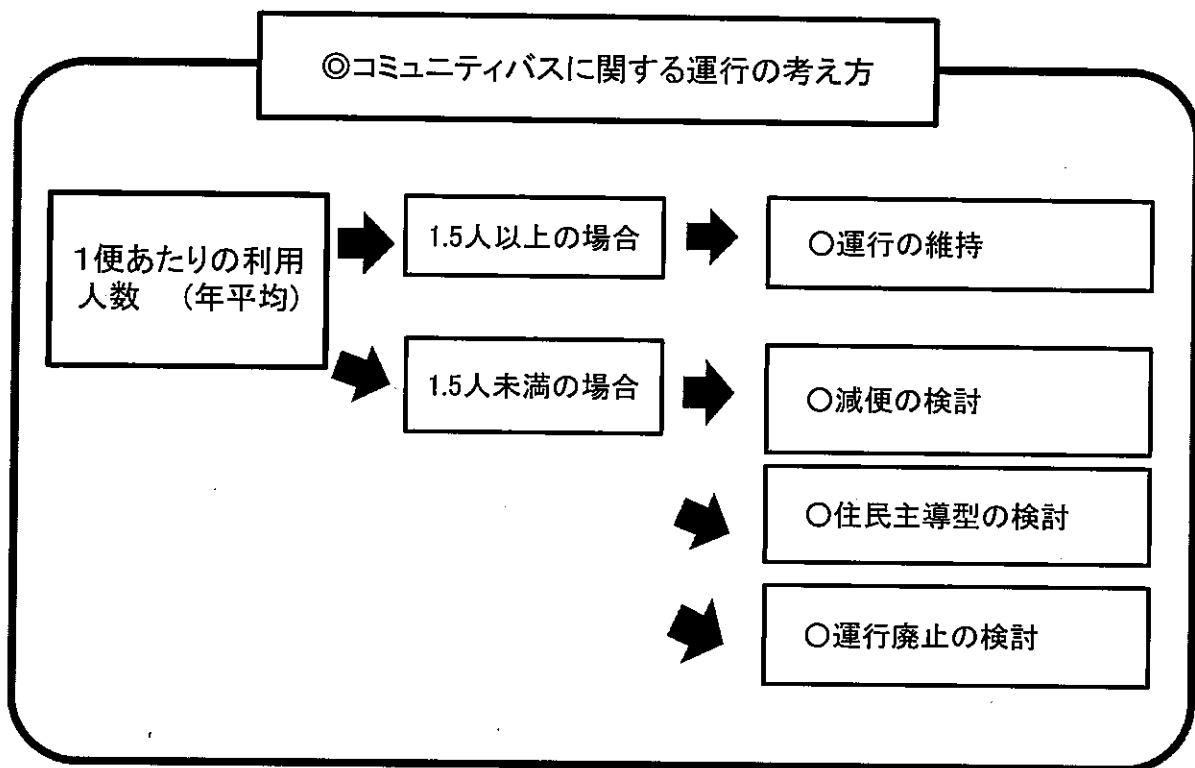 ◎コミュニティバスに関する運行の考え方
1便あたりの利用
人数　(年平均)
1.5人以上の場合
○運行の維持
1.5人未満の場合
○減便の検討
○住民主導型の検討
○運行廃止の検討